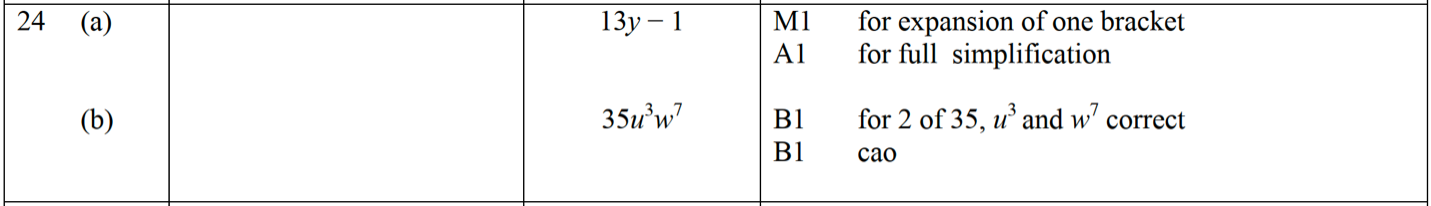 24 (a) 13y − 1 M1 for expansion of one bracket
A1 for full simplification
(b) 35u³w⁷ B1 for 2 of 35, u³ and w⁷ correct
B1 cao